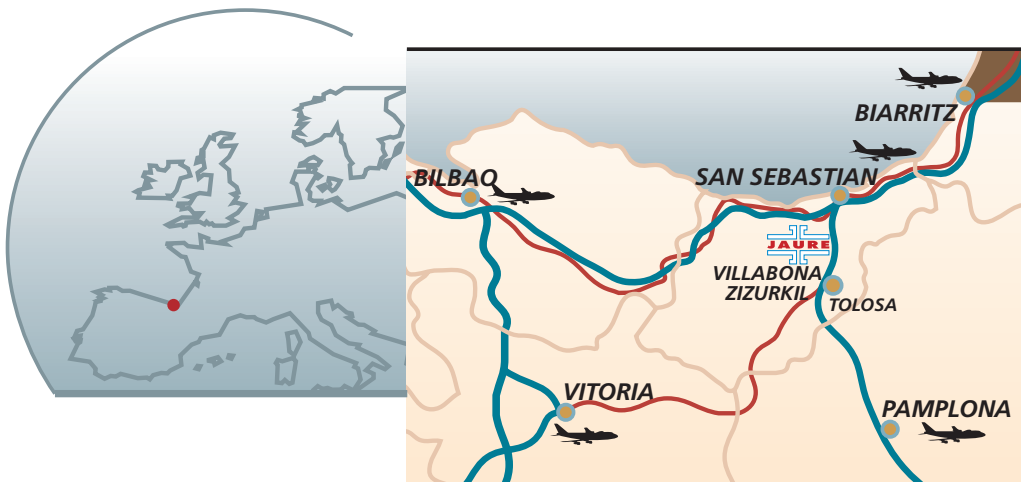 BIARRITZ
BILBAO
SAN SEBASTIAN
JAURE
VILLABONA
ZIZURKIL
TOLOSA
VITORIA
PAMPLONA